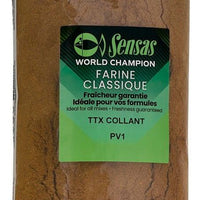 Sensas
WORLD CHAMPION
FARINE
CLASSIQUE
Fraîcheur garantie
Idéale pour vos formules
Ideal for all mixes • Freshness guaranteed
TTX COLLANT
PV1